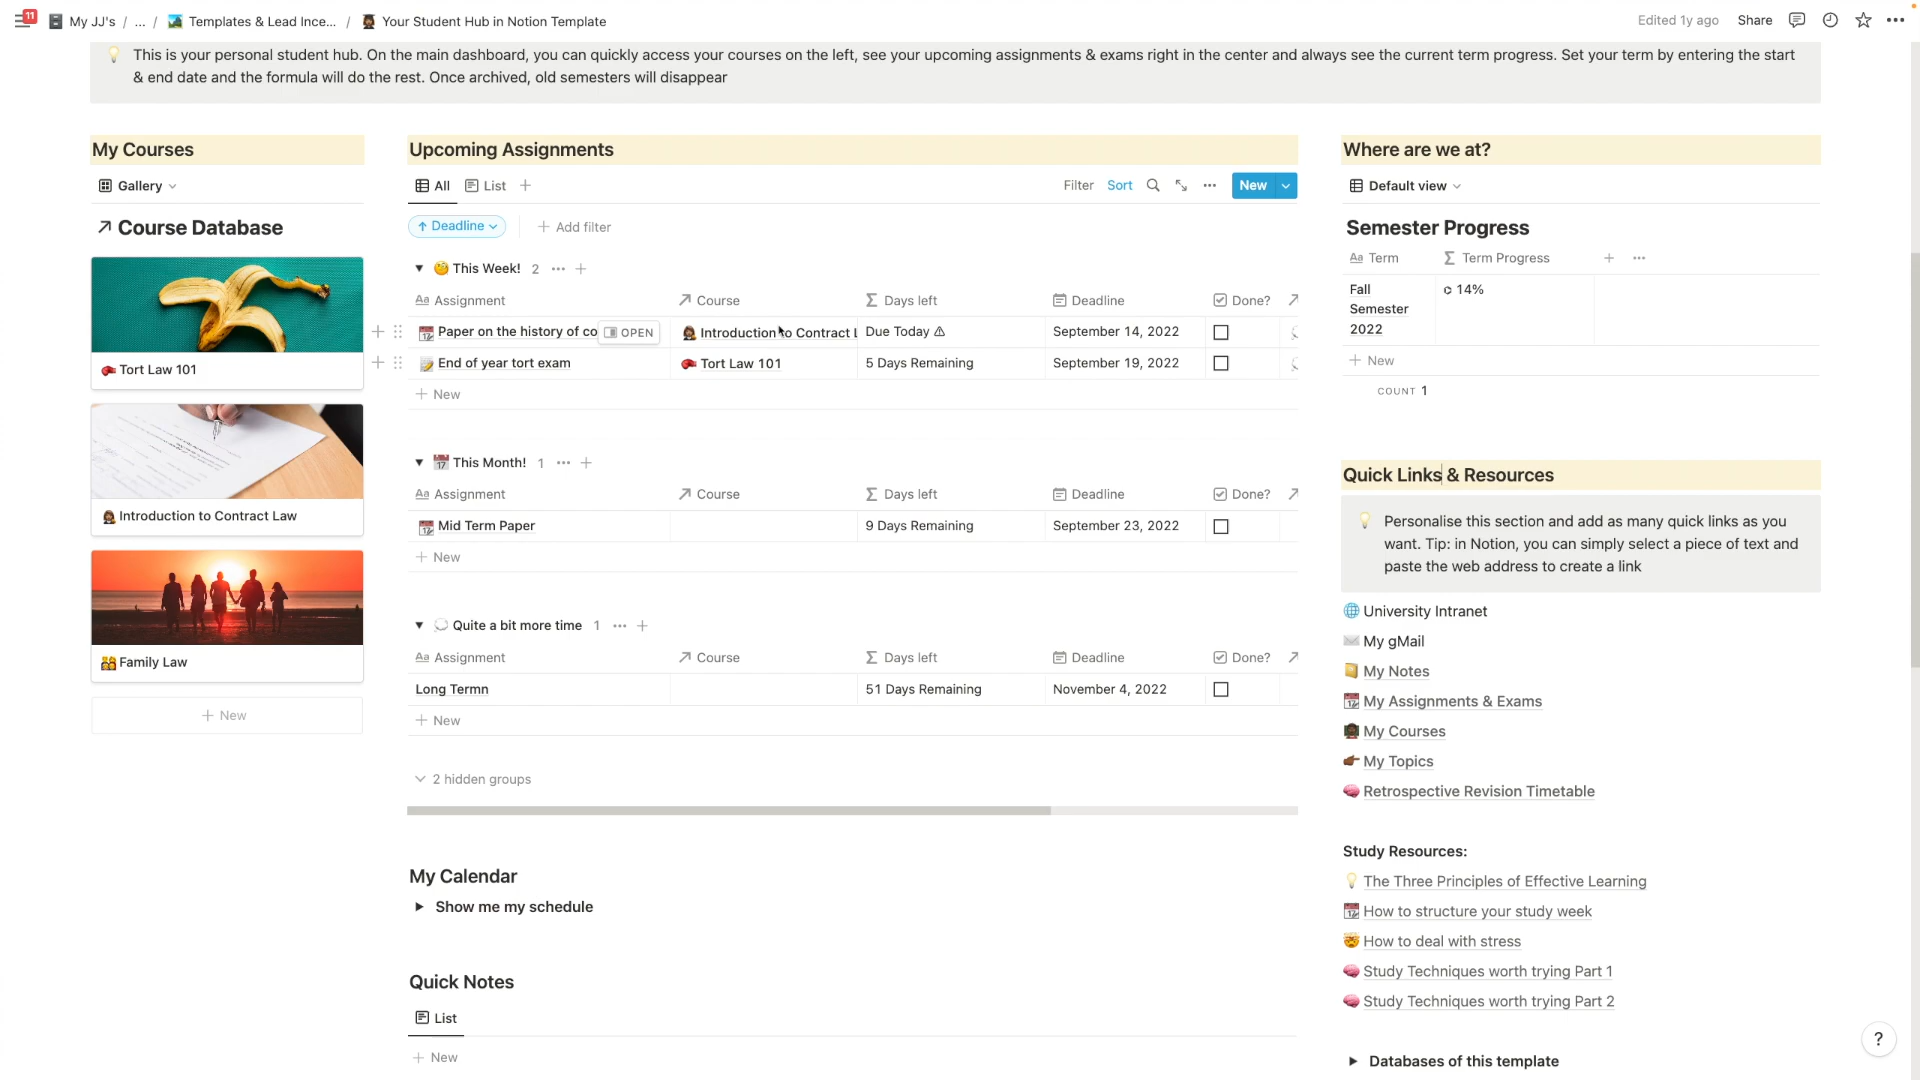 11 My JJ's / ... / Templates & Lead Ince... / Your Student Hub in Notion Template
Edited 1y ago Share
This is your personal student hub. On the main dashboard, you can quickly access your courses on the left, see your upcoming assignments & exams right in the center and always see the current term progress. Set your term by entering the start
& end date and the formula will do the rest. Once archived, old semesters will disappear
My Courses
Gallery
Course Database
Tort Law 101
Introduction to Contract Law
Family Law
New
Upcoming Assignments
All List
Filter Sort New
Deadline Add filter
This Week! 2
Assignment Course Days left Deadline Done?
Paper on the history of co OPEN Introduction to Contract L Due Today ⚠ September 14, 2022
End of year tort exam Tort Law 101 5 Days Remaining September 19, 2022
New
This Month! 1
Assignment Course Days left Deadline Done?
Mid Term Paper 9 Days Remaining September 23, 2022
New
Quite a bit more time 1
Assignment Course Days left Deadline Done?
Long Termn 51 Days Remaining November 4, 2022
New
2 hidden groups
My Calendar
Show me my schedule
Quick Notes
List
New
Where are we at?
Default view
Semester Progress
Aa Term Term Progress
Fall 14%
Semester
2022
New
COUNT 1
Quick Links & Resources
Personalise this section and add as many quick links as you
want. Tip: in Notion, you can simply select a piece of text and
paste the web address to create a link
University Intranet
My gMail
My Notes
My Assignments & Exams
My Courses
My Topics
Retrospective Revision Timetable
Study Resources:
The Three Principles of Effective Learning
How to structure your study week
How to deal with stress
Study Techniques worth trying Part 1
Study Techniques worth trying Part 2
Databases of this template
?